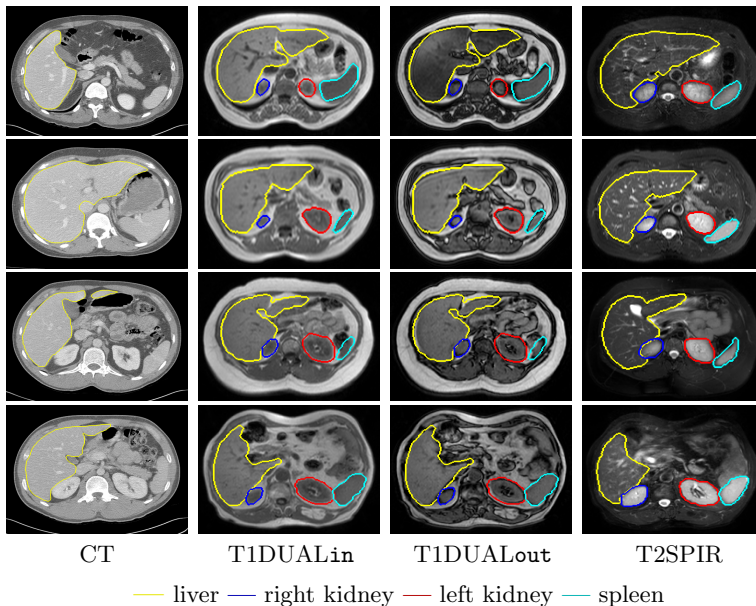 CT T1DUALin T1DUALout T2SPIR
— liver — right kidney — left kidney — spleen